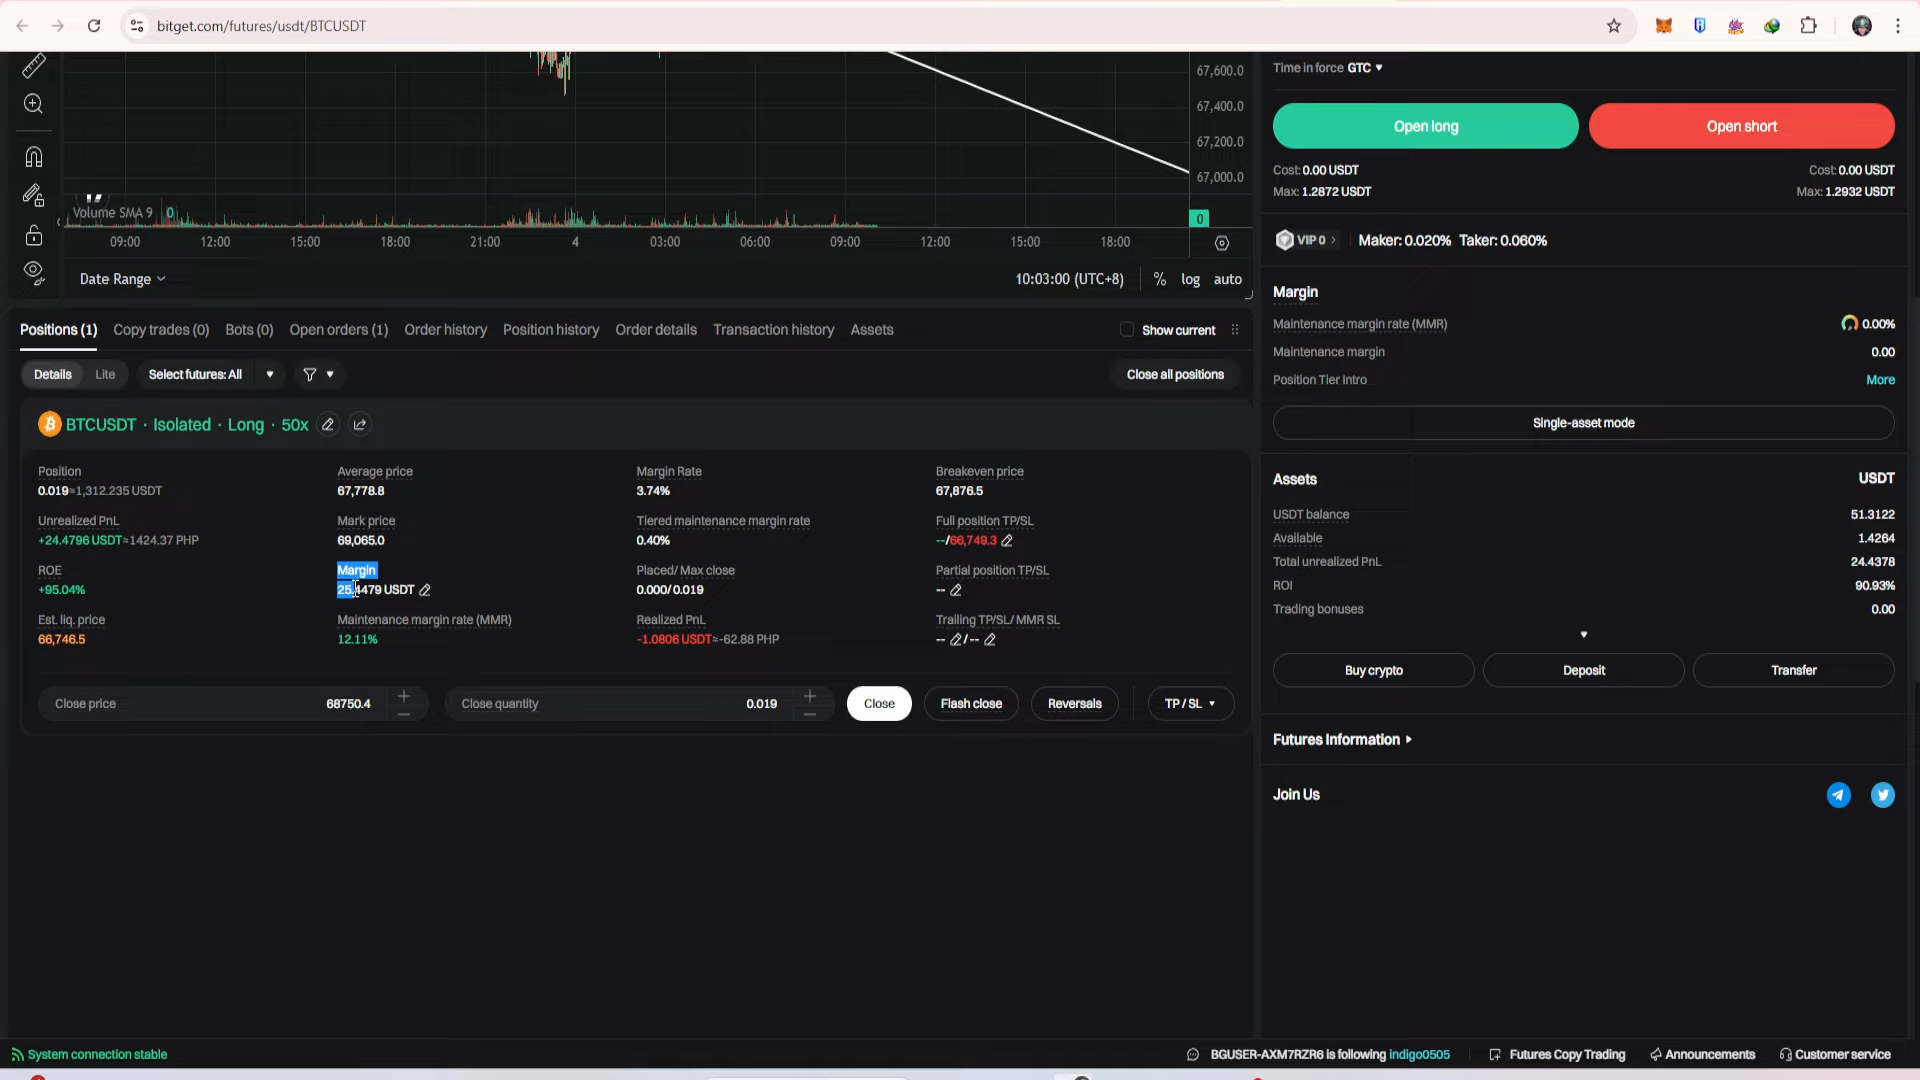 bitget.com/futures/usdt/BTCUSDT
67,600.0
67,400.0
67,200.0
67,000.0
Volume SMA 9 0
0
09:00 12:00 15:00 18:00 21:00 4 03:00 06:00 09:00 12:00 15:00 18:00
Date Range
10:03:00 (UTC+8) % log auto
Time in force GTC
Open long Open short
Cost: 0.00 USDT Cost: 0.00 USDT
Max: 1.2872 USDT Max: 1.2932 USDT
VIP 0 Maker: 0.020% Taker: 0.060%
Margin
Maintenance margin rate (MMR) 0.00%
Maintenance margin 0.00
Position Tier Intro More
Single-asset mode
Assets USDT
USDT balance 51.3122
Available 1.4264
Total unrealized PnL 24.4378
ROI 90.93%
Trading bonuses 0.00
Buy crypto Deposit Transfer
Futures Information
Join Us
Positions (1) Copy trades (0) Bots (0) Open orders (1) Order history Position history Order details Transaction history Assets Show current
Details Lite Select futures: All Close all positions
BTCUSDT · Isolated · Long · 50x
Position Average price Margin Rate Breakeven price
0.019≈1,312.235 USDT 67,778.8 3.74% 67,876.5
Unrealized PnL Mark price Tiered maintenance margin rate Full position TP/SL
+24.4796 USDT≈1424.37 PHP 69,065.0 0.40% --/66,749.3
ROE Margin Placed/ Max close Partial position TP/SL
+95.04% 25.4479 USDT 0.000/ 0.019 --
Est. liq. price Maintenance margin rate (MMR) Realized PnL Trailing TP/SL/ MMR SL
66,746.5 12.11% -1.0806 USDT≈-62.88 PHP -- / --
Close price 68750.4 Close quantity 0.019 Close Flash close Reversals TP / SL
System connection stable
BGUSER-AXM7RZR6 is following indigo0505 Futures Copy Trading Announcements Customer service